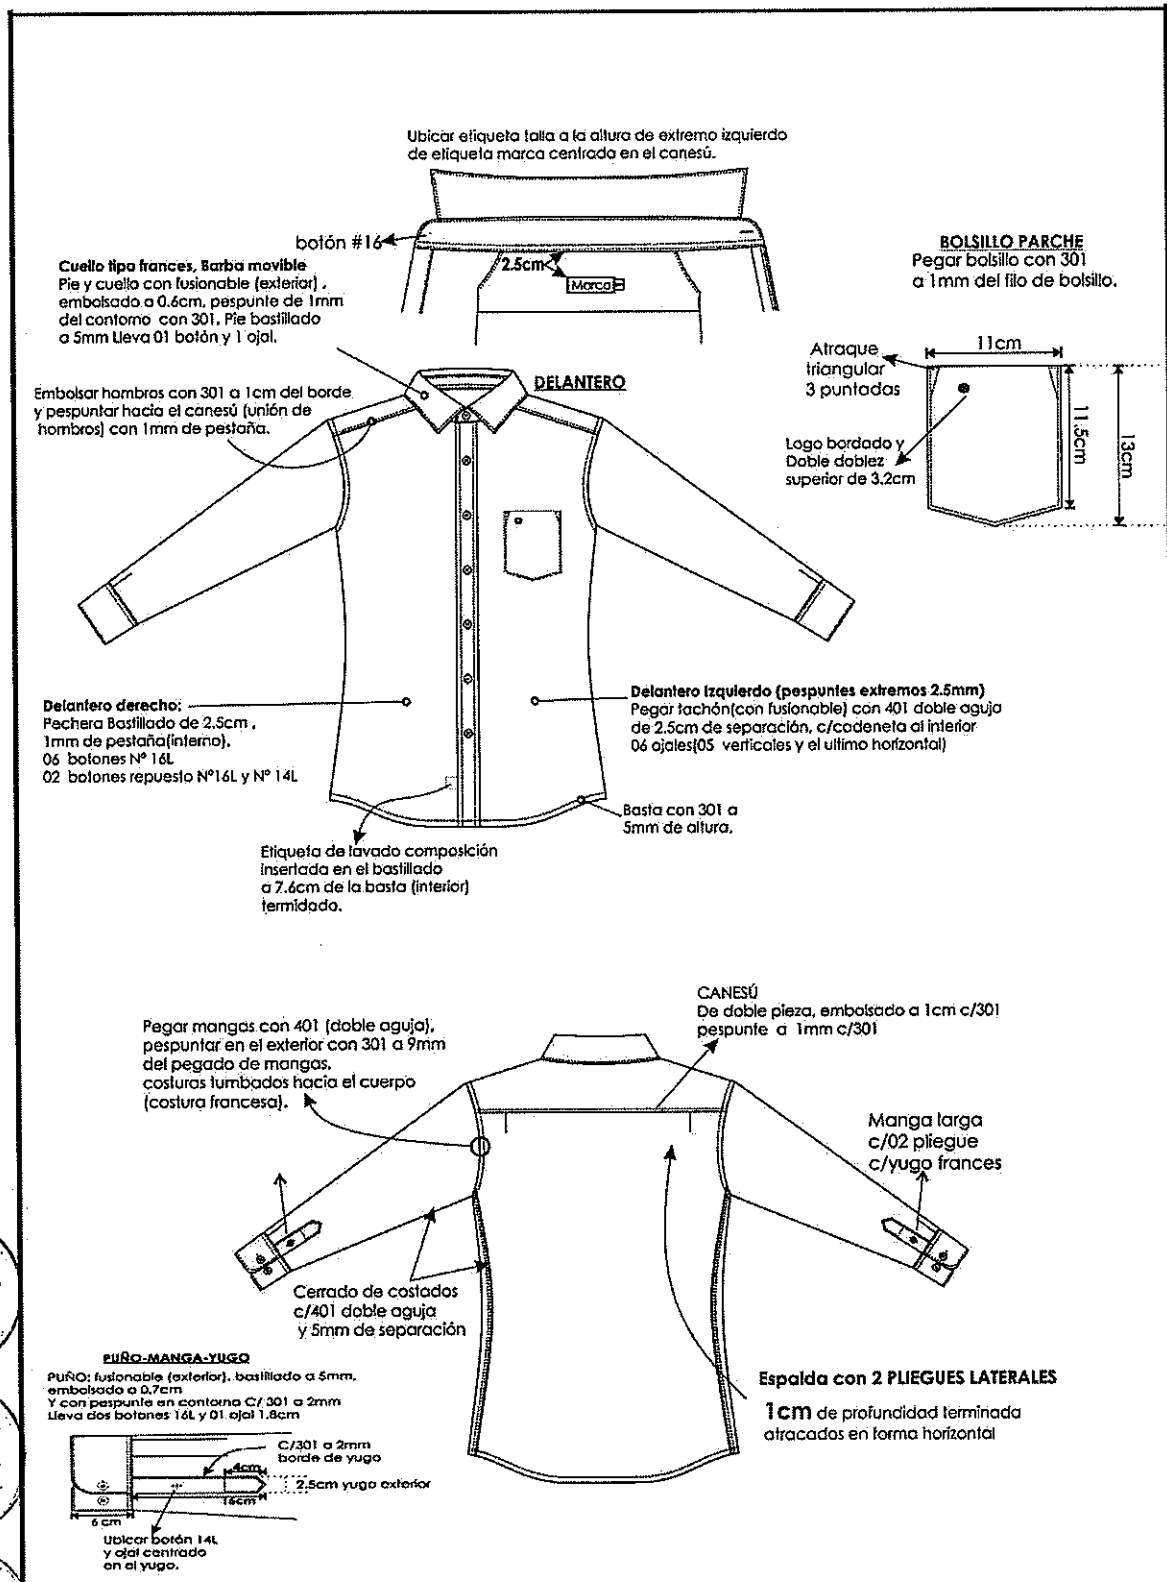 Ubicar etiqueta talla a la altura de extremo izquierdo
de etiqueta marca centrada en el canesú.
botón #16
2.5cm
Marca
Cuello tipo frances, Barba movible
Pie y cuello con fusionable (exterior) ,
embolsado a 0.6cm, pespunte de 1mm
del contorno con 301. Pie bastillado
a 5mm Lleva 01 botón y 1 ojal.
BOLSILLO PARCHE
Pegar bolsillo con 301
a 1mm del filo de bolsillo.
Atraque
triangular
3 puntadas
11cm
11.5cm
13cm
Logo bordado y
Doble doblez
superior de 3.2cm
DELANTERO
Embolsar hombros con 301 a 1cm del borde
y pespuntar hacia el canesú (unión de
hombros) con 1mm de pestaña.
Delantero derecho:
Pechera Bastillado de 2.5cm ,
1mm de pestaña(interno),
06 botones N° 16L
02 botones repuesto N°16L y N° 14L
Delantero Izquierdo (pespuntes extremos 2.5mm)
Pegar tachón(con fusionable) con 401 doble aguja
de 2.5cm de separación, c/cadeneta al interior
06 ojales(05 verticales y el ultimo horizontal)
Basta con 301 a
5mm de altura.
Etiqueta de lavado composición
insertada en el bastillado
a 7.6cm de la basta (interior)
termidado.
Pegar mangas con 401 (doble aguja),
pespuntar en el exterior con 301 a 9mm
del pegado de mangas.
costuras tumbados hacia el cuerpo
(costura francesa).
CANESÚ
De doble pieza, embolsado a 1cm c/301
pespunte a 1mm c/301
Manga larga
c/02 pliegue
c/yugo frances
Cerrado de costados
c/401 doble aguja
y 5mm de separación
Espalda con 2 PLIEGUES LATERALES
1cm de profundidad terminada
atracados en forma horizontal
PUÑO-MANGA-YUGO
PUÑO: fusionable (exterior). bastillado a 5mm,
embolsado a 0.7cm
Y con pespunte en contorno C/ 301 a 2mm
Lleva dos botones 16L y 01 ojal 1.8cm
C/301 a 2mm
borde de yugo
4cm
2.5cm yugo exterior
16cm
6 cm
Ubicar botón 14L
y ojal centrado
en el yugo.